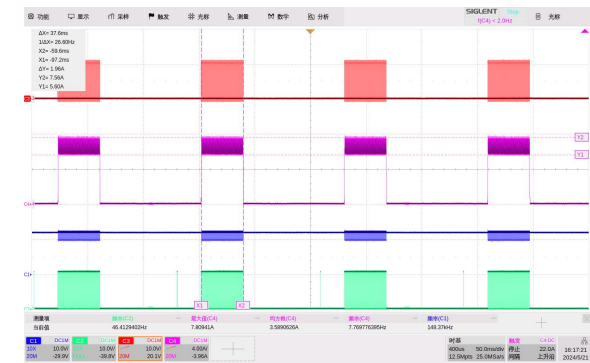 功能 显示 采样 触发 光标 测量 数学 分析 SIGLENT Stop f(C4) < 2.0Hz 光标
ΔX= 37.6ms
1/ΔX= 26.60Hz
X2= -59.6ms
X1= -97.2ms
ΔY= 1.96A
Y2= 7.56A
Y1= 5.60A
Y2
Y1
C4
C1
X1 X2
测量项 频率(C2) 最大值(C4) 均方根(C4) 频率(C4) 频率(C1)
当前值 46.4129402Hz 7.80941A 3.5890626A 7.769776395Hz 148.37kHz
C1 DC1M C2 DC1M C3 DC1M C4 DC1M 时基 触发 C4 DC
10X 10.0V/ 10.0V/ 10.0V/ 4.00A/ 400us 50.0ms/div 停止 22.0A 16:17:21
20M -29.9V -39.8V 20M 20.1V 20M -3.96A 12.5Mpts 25.0MSa/s 间隔 上升沿 2024/5/21